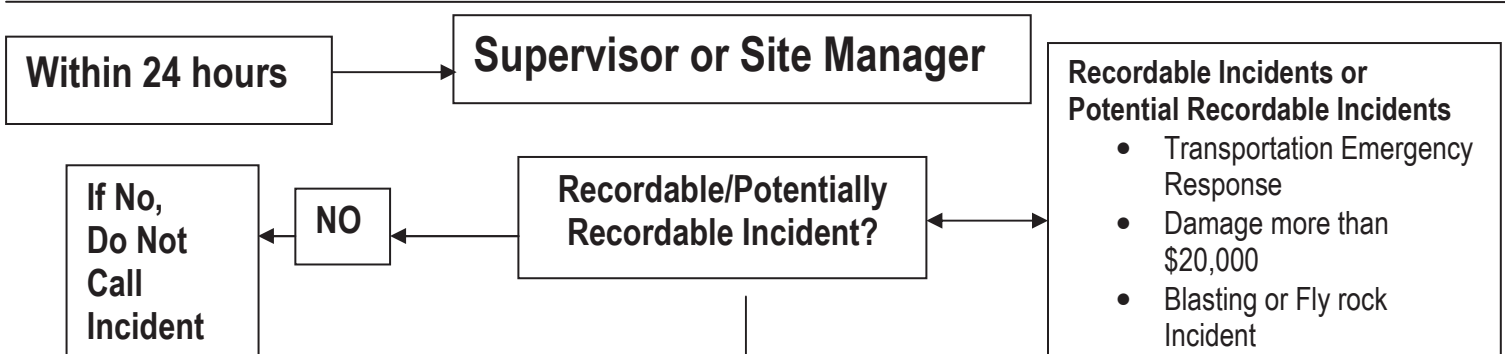 Within 24 hours
Supervisor or Site Manager
Recordable Incidents or
Potential Recordable Incidents
• Transportation Emergency
Response
• Damage more than
$20,000
• Blasting or Fly rock
Incident
Recordable/Potentially
Recordable Incident?
NO
If No,
Do Not
Call
Incident